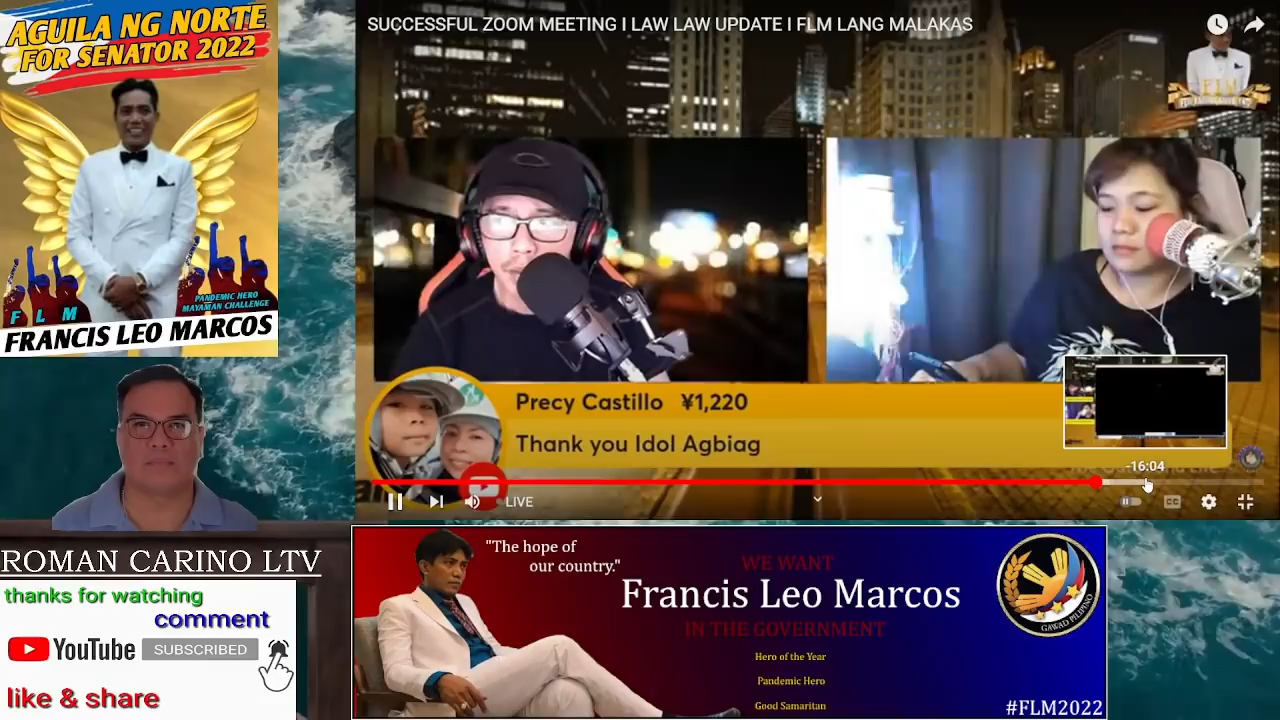 AGUILA NG NORTE
FOR SENATOR 2022
F L M
PANDEMIC HERO
MAYAMAN CHALLENGE
FRANCIS LEO MARCOS
SUCCESSFUL ZOOM MEETING I LAW LAW UPDATE I FLM LANG MALAKAS
FLM
Precy Castillo ¥1,220
Thank you Idol Agbiag
-16:04
LIVE
CC
ROMAN CARINO LTV
thanks for watching
comment
YouTube SUBSCRIBED
like & share
"The hope of
our country."
WE WANT
Francis Leo Marcos
IN THE GOVERNMENT
Hero of the Year
Pandemic Hero
Good Samaritan
GAWAD PILIPINO
#FLM2022